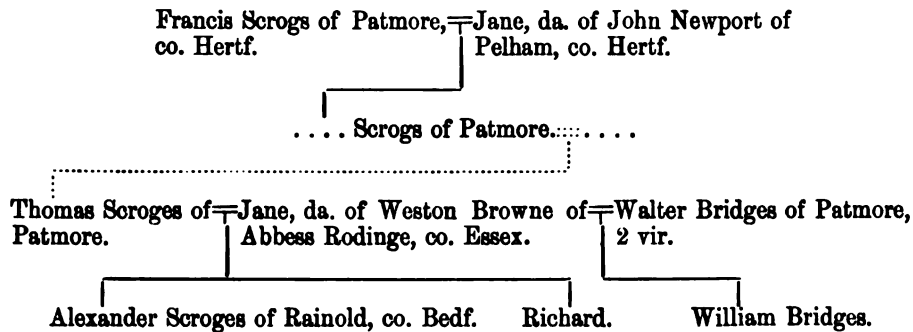 Francis Scrogs of Patmore, Jane, da. of John Newport of
co. Hertf. Pelham, co. Hertf.
. . . . Scrogs of Patmore. . . . .
Thomas Scroges of Jane, da. of Weston Browne of Walter Bridges of Patmore,
Patmore. Abbess Rodinge, co. Essex. 2 vir.
Alexander Scroges of Rainold, co. Bedf. Richard. William Bridges.